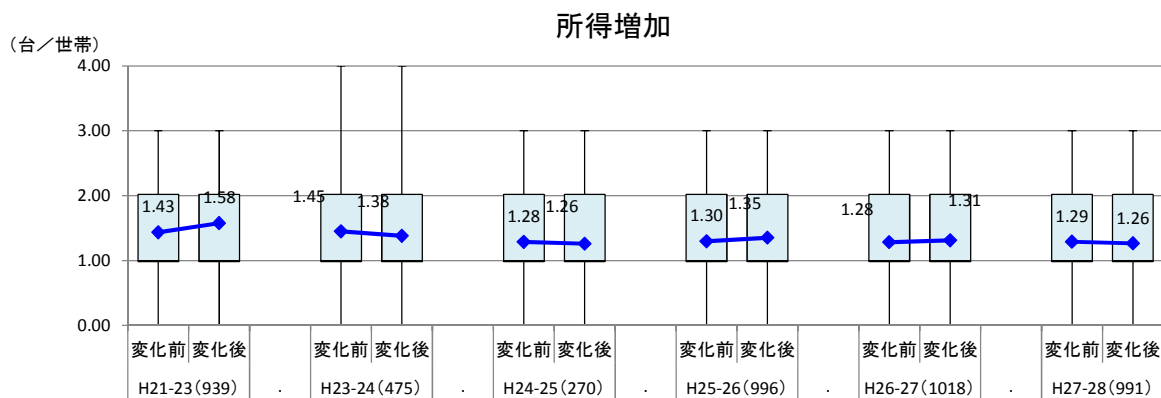 所得増加
（台／世帯）
4.00
3.00
2.00
1.00
0.00
1.43 1.58 1.45 1.38 1.28 1.26 1.30 1.35 1.28 1.31 1.29 1.26
変化前 変化後 変化前 変化後 変化前 変化後 変化前 変化後 変化前 変化後 変化前 変化後
H21-23（939） . H23-24（475） . H24-25（270） . H25-26（996） . H26-27（1018） . H27-28（991）